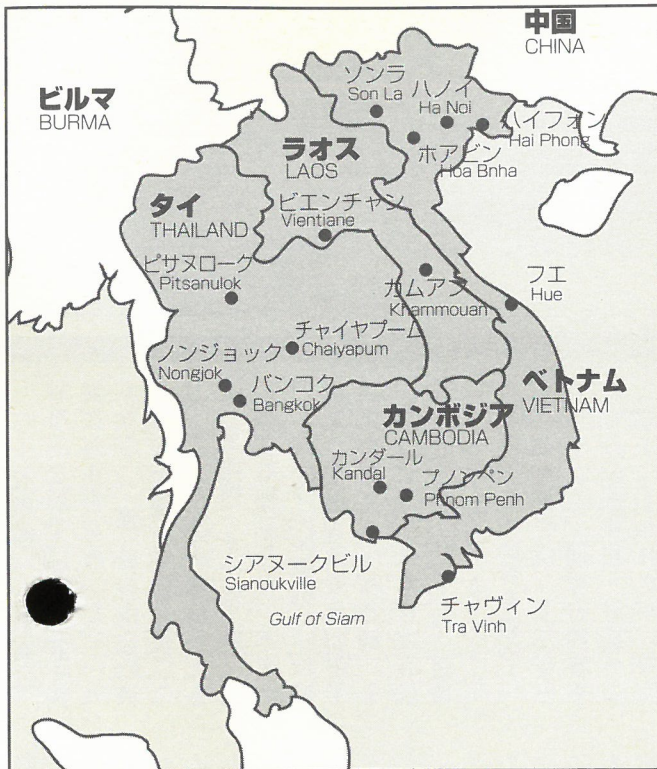 中国
CHINA
ビルマ
BURMA
ソンラ
Son La
ハノイ
Ha Noi
ハイフォン
Hai Phong
ホアビン
Hoa Bnha
ラオス
LAOS
タイ
THAILAND
ビエンチャン
Vientiane
ピサヌローク
Pitsanulok
カムアン
Khammouan
フエ
Hue
チャイヤプーム
Chaiyapum
ノンジョック
Nongjok
バンコク
Bangkok
ベトナム
VIETNAM
カンボジア
CAMBODIA
カンダール
Kandal
プノンペン
Phnom Penh
シアヌークビル
Sianoukville
Gulf of Siam
チャヴィン
Tra Vinh